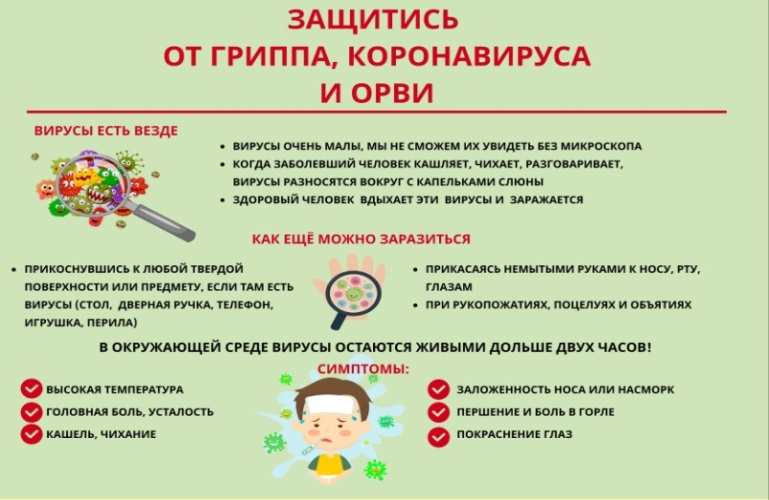 ЗАЩИТИСЬ
ОТ ГРИППА, КОРОНАВИРУСА
И ОРВИ
ВИРУСЫ ЕСТЬ ВЕЗДЕ
• ВИРУСЫ ОЧЕНЬ МАЛЫ, МЫ НЕ СМОЖЕМ ИХ УВИДЕТЬ БЕЗ МИКРОСКОПА
• КОГДА ЗАБОЛЕВШИЙ ЧЕЛОВЕК КАШЛЯЕТ, ЧИХАЕТ, РАЗГОВАРИВАЕТ,
ВИРУСЫ РАЗНОСЯТСЯ ВОКРУГ С КАПЕЛЬКАМИ СЛЮНЫ
• ЗДОРОВЫЙ ЧЕЛОВЕК ВДЫХАЕТ ЭТИ ВИРУСЫ И ЗАРАЖАЕТСЯ
КАК ЕЩЁ МОЖНО ЗАРАЗИТЬСЯ
• ПРИКОСНУВШИСЬ К ЛЮБОЙ ТВЕРДОЙ
ПОВЕРХНОСТИ ИЛИ ПРЕДМЕТУ, ЕСЛИ ТАМ ЕСТЬ
ВИРУСЫ (СТОЛ, ДВЕРНАЯ РУЧКА, ТЕЛЕФОН,
ИГРУШКА, ПЕРИЛА)
• ПРИКАСАЯСЬ НЕМЫТЫМИ РУКАМИ К НОСУ, РТУ,
ГЛАЗАМ
• ПРИ РУКОПОЖАТИЯХ, ПОЦЕЛУЯХ И ОБЪЯТИЯХ
В ОКРУЖАЮЩЕЙ СРЕДЕ ВИРУСЫ ОСТАЮТСЯ ЖИВЫМИ ДОЛЬШЕ ДВУХ ЧАСОВ!
СИМПТОМЫ:
ВЫСОКАЯ ТЕМПЕРАТУРА
ГОЛОВНАЯ БОЛЬ, УСТАЛОСТЬ
КАШЕЛЬ, ЧИХАНИЕ
ЗАЛОЖЕННОСТЬ НОСА ИЛИ НАСМОРК
ПЕРШЕНИЕ И БОЛЬ В ГОРЛЕ
ПОКРАСНЕНИЕ ГЛАЗ